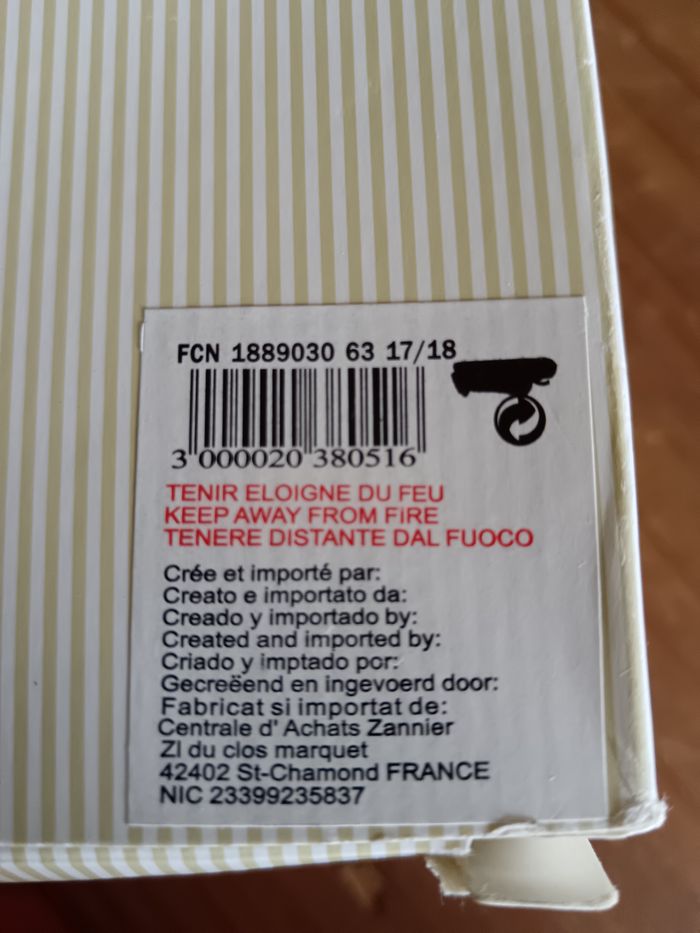 FCN 1889030 63 17/18
3 000020 380516
TENIR ELOIGNE DU FEU
KEEP AWAY FROM FIRE
TENERE DISTANTE DAL FUOCO
Crée et importé par:
Creato e importato da:
Creado y importado by:
Created and imported by:
Criado y imptado por:
Gecreëend en ingevoerd door:
Fabricat si importat de:
Centrale d' Achats Zannier
ZI du clos marquet
42402 St-Chamond FRANCE
NIC 23399235837